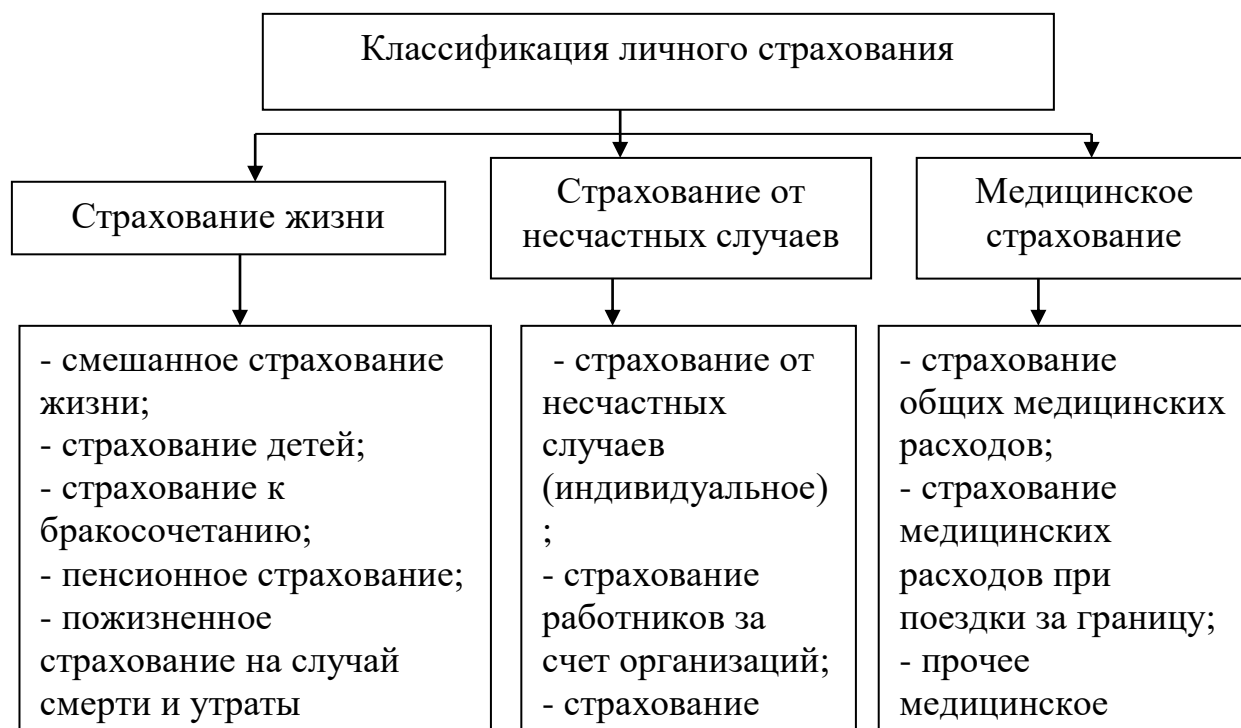 Классификация личного страхования
Страхование жизни
Страхование от
несчастных случаев
Медицинское
страхование
- смешанное страхование
жизни;
- страхование детей;
- страхование к
бракосочетанию;
- пенсионное страхование;
- пожизненное
страхование на случай
смерти и утраты
- страхование от
несчастных
случаев
(индивидуальное)
;
- страхование
работников за
счет организаций;
- страхование
- страхование
общих медицинских
расходов;
- страхование
медицинских
расходов при
поездки за границу;
- прочее
медицинское